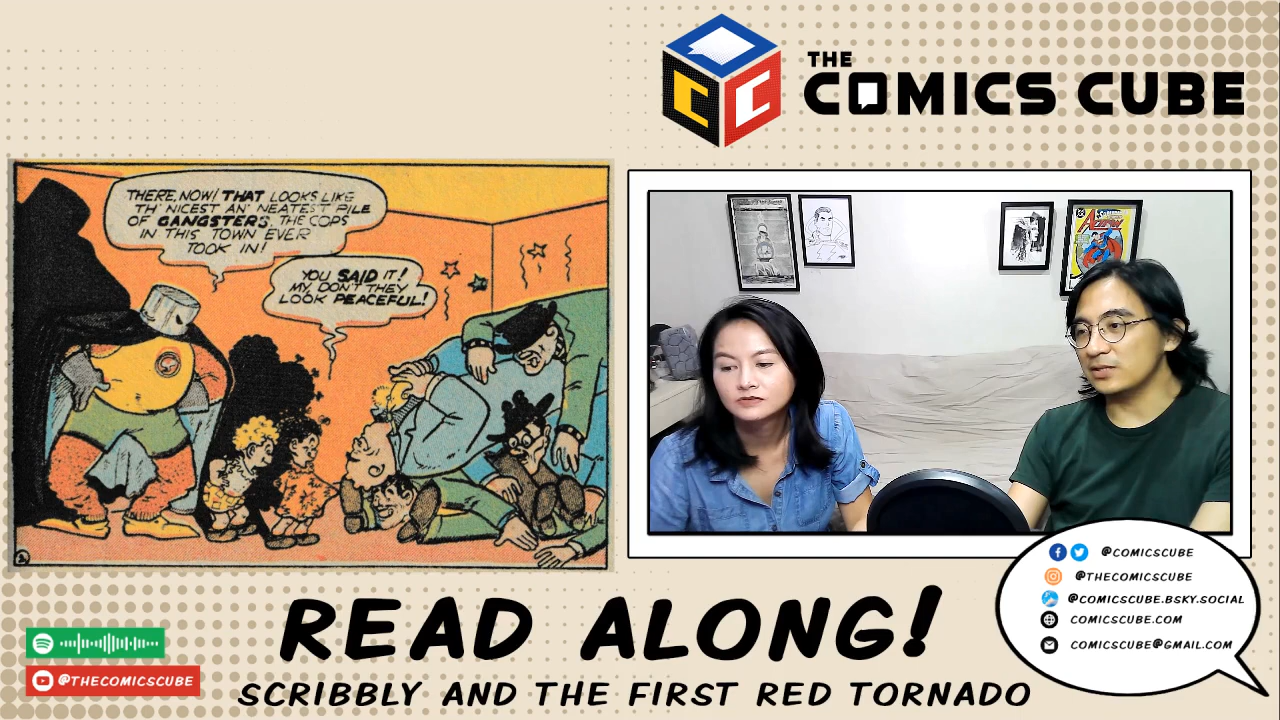 THE
COMICS CUBE
THERE, NOW! THAT LOOKS LIKE
TH' NICEST AN' NEATEST PILE
OF GANGSTERS, THE COPS
IN THIS TOWN EVER
TOOK IN!
YOU SAID IT!
MY, DON'T THEY
LOOK PEACEFUL!
READ ALONG!
SCRIBBLY AND THE FIRST RED TORNADO
@THECOMICSCUBE
@COMICSCUBE
@THECOMICSCUBE
@COMICSCUBE.BSKY.SOCIAL
COMICSCUBE.COM
COMICSCUBE@GMAIL.COM